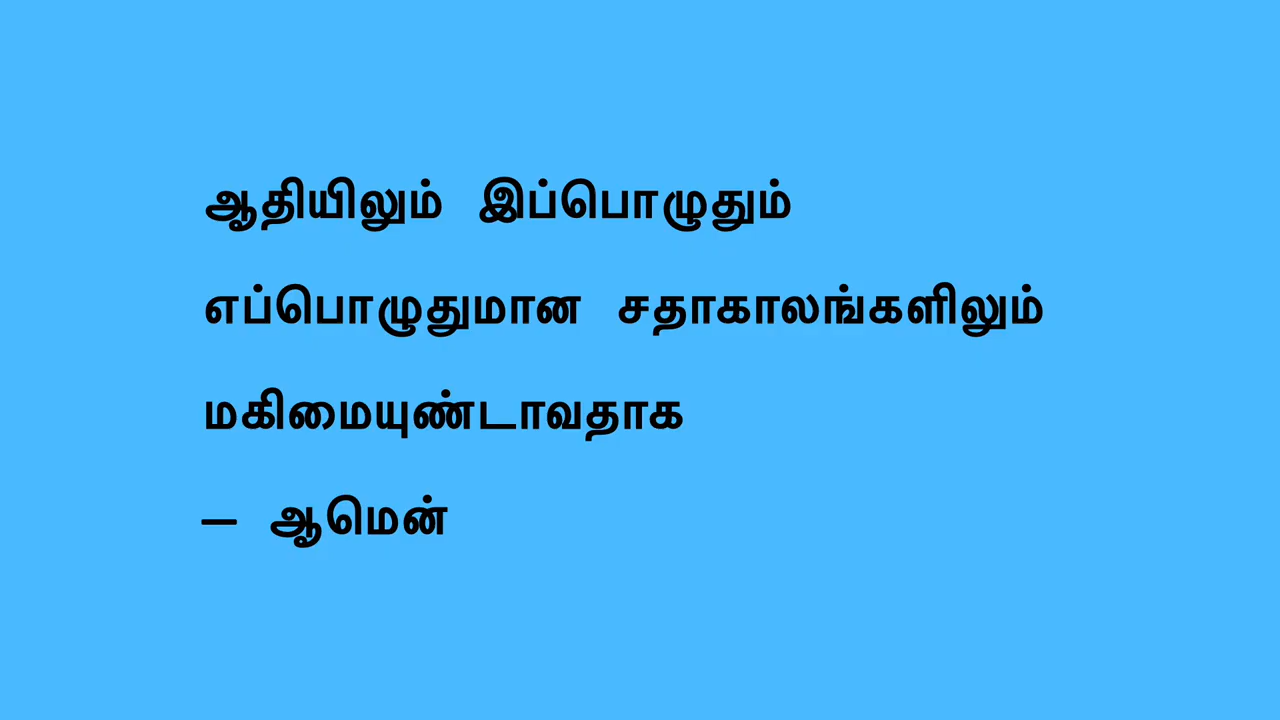 ஆதியிலும் இப்பொழுதும்
எப்பொழுதுமான சதாகாலங்களிலும்
மகிமையுண்டாவதாக
– ஆமென்